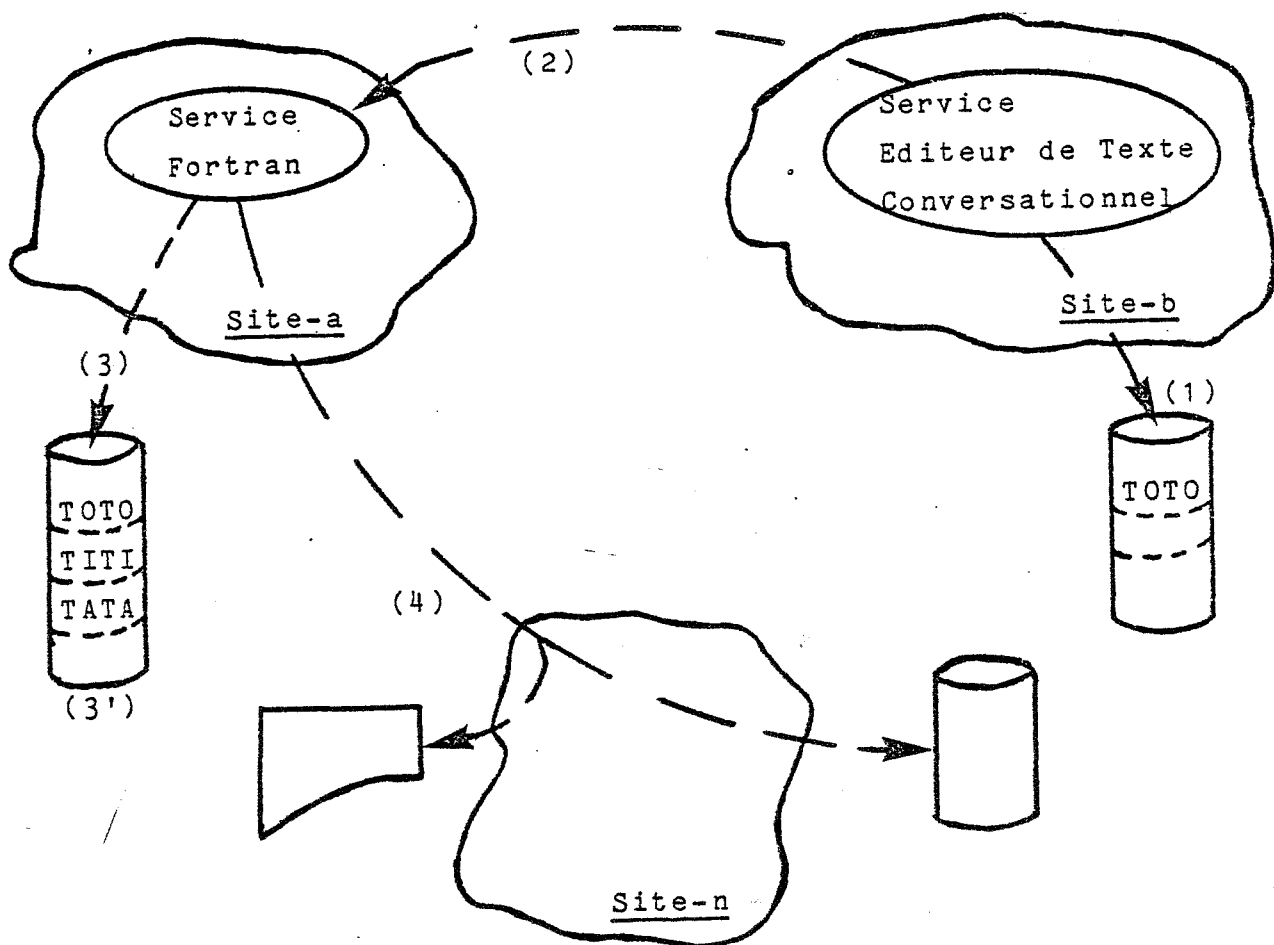 (2)
Service
Fortran
Service
Editeur de Texte
Conversationnel
Site-a
Site-b
(3)
(1)
TOTO
TITI
TATA
(3')
TOTO
(4)
Site-n